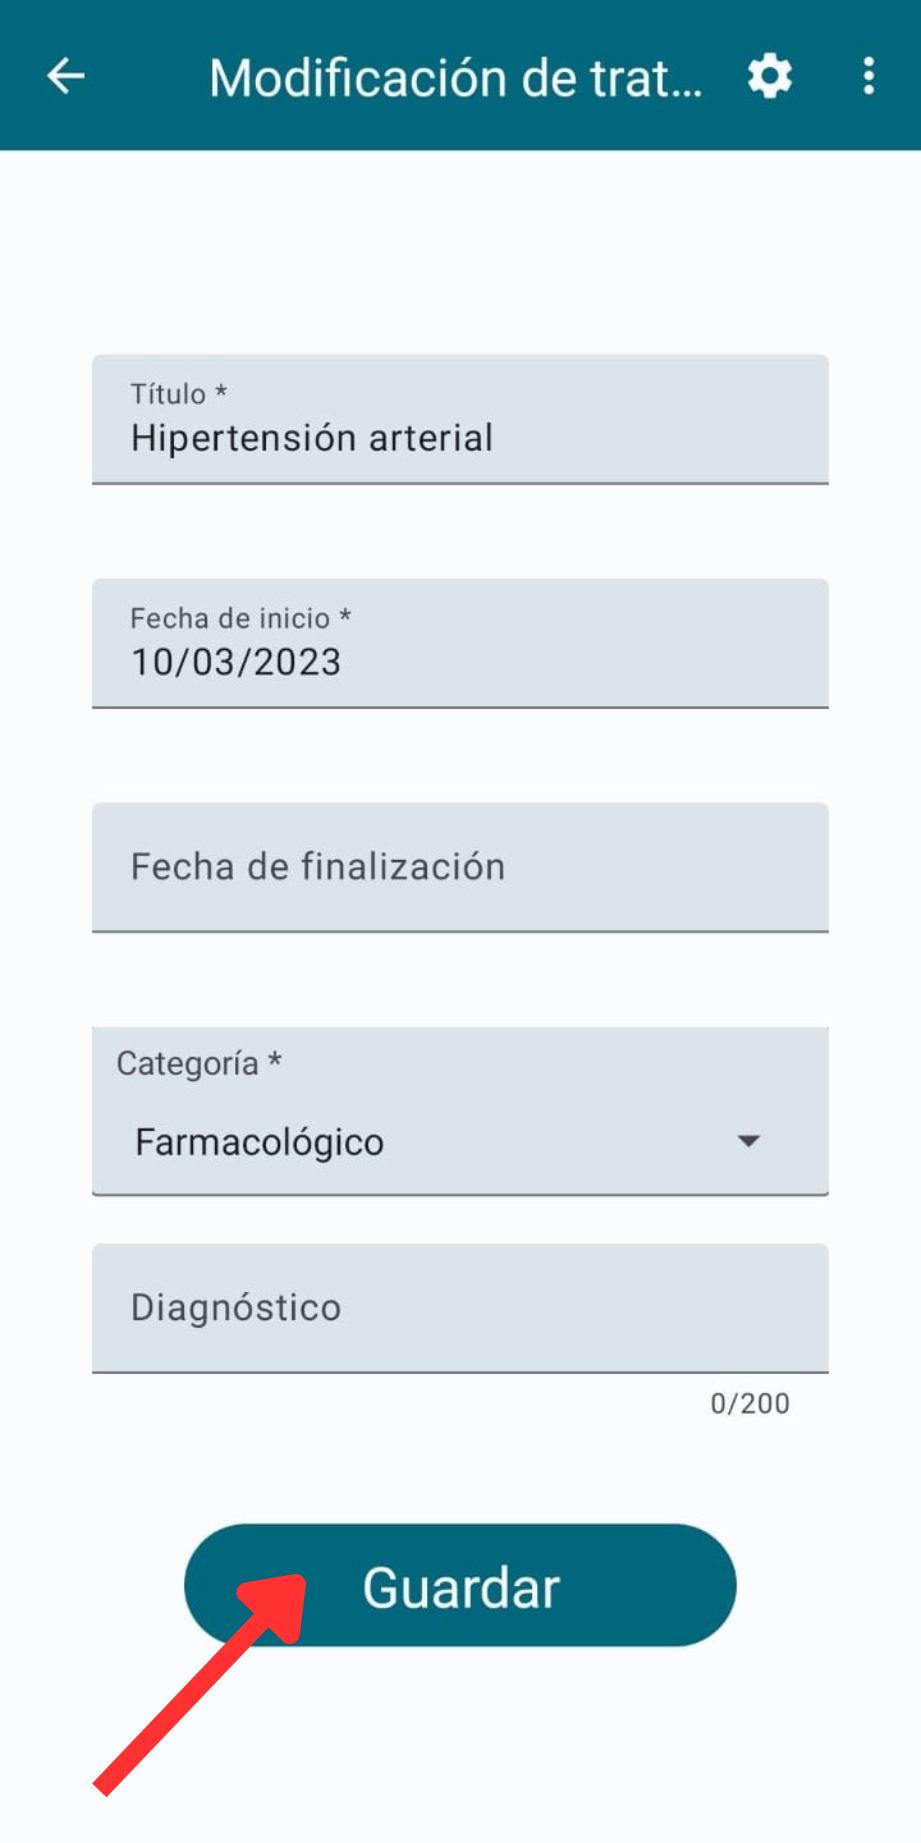 Modificación de trat...
Título *
Hipertensión arterial
Fecha de inicio *
10/03/2023
Fecha de finalización
Categoría *
Farmacológico
Diagnóstico
0/200
Guardar